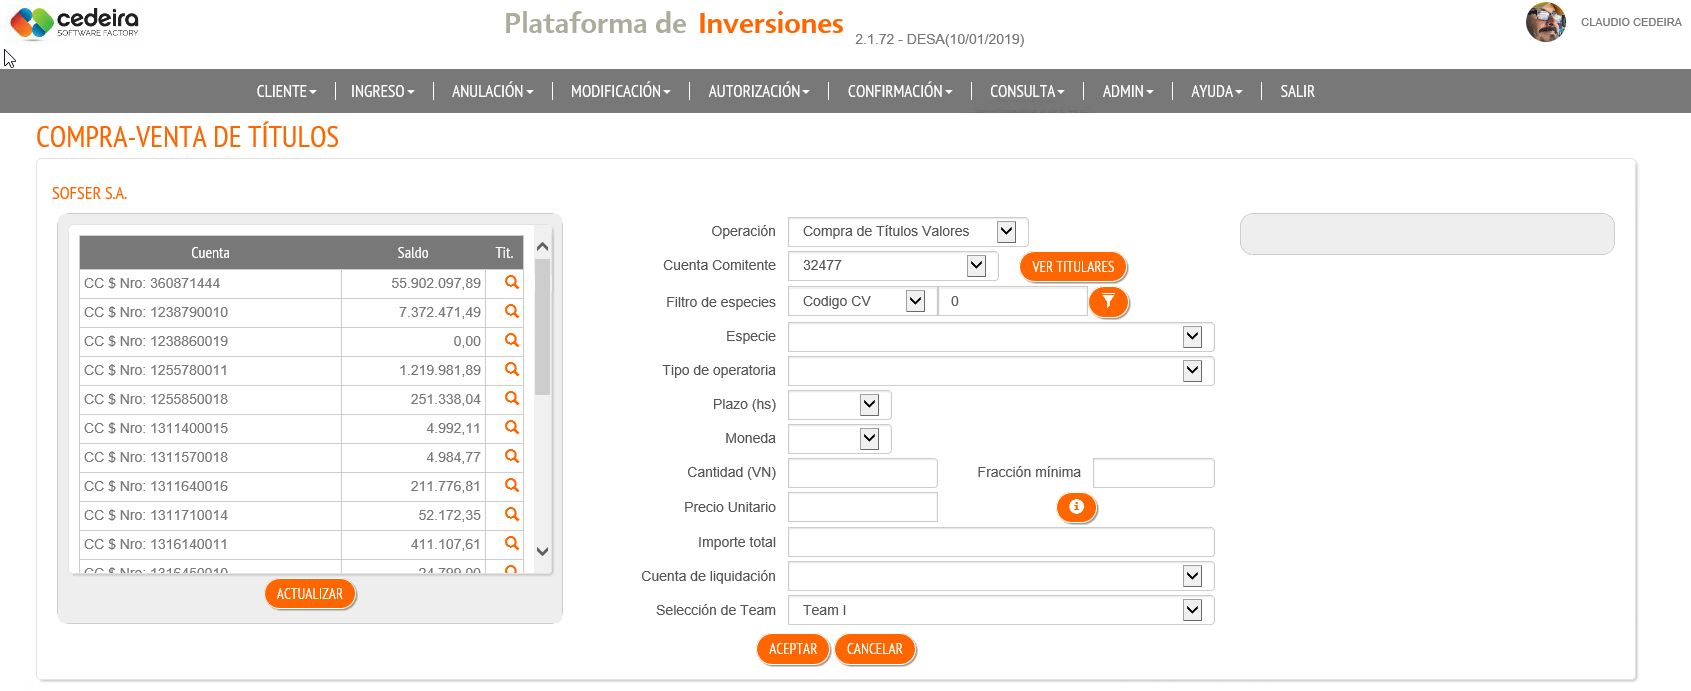 cedeira
SOFTWARE FACTORY
Plataforma de Inversiones
2.1.72 - DESA(10/01/2019)
CLAUDIO CEDEIRA
CLIENTE
INGRESO
ANULACIÓN
MODIFICACIÓN
AUTORIZACIÓN
CONFIRMACIÓN
CONSULTA
ADMIN
AYUDA
SALIR
COMPRA-VENTA DE TÍTULOS
SOFSER S.A.
Cuenta Saldo Tit.
CC $ Nro: 360871444 55.902.097,89
CC $ Nro: 1238790010 7.372.471,49
CC $ Nro: 1238860019 0,00
CC $ Nro: 1255780011 1.219.981,89
CC $ Nro: 1255850018 251.338,04
CC $ Nro: 1311400015 4.992,11
CC $ Nro: 1311570018 4.984,77
CC $ Nro: 1311640016 211.776,81
CC $ Nro: 1311710014 52.172,35
CC $ Nro: 1316140011 411.107,61
CC $ Nro: 1316450010 24.799,00
ACTUALIZAR
Operación Compra de Títulos Valores
Cuenta Comitente 32477 VER TITULARES
Filtro de especies Codigo CV 0
Especie
Tipo de operatoria
Plazo (hs)
Moneda
Cantidad (VN) Fracción mínima
Precio Unitario
Importe total
Cuenta de liquidación
Selección de Team Team I
ACEPTAR CANCELAR